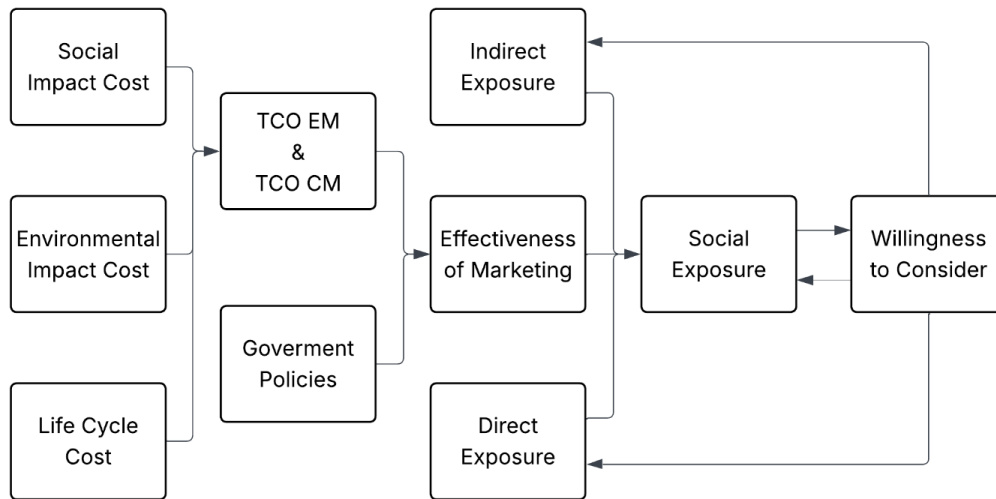 Social
Impact Cost
Environmental
Impact Cost
Life Cycle
Cost
TCO EM
&
TCO CM
Goverment
Policies
Indirect
Exposure
Effectiveness
of Marketing
Direct
Exposure
Social
Exposure
Willingness
to Consider